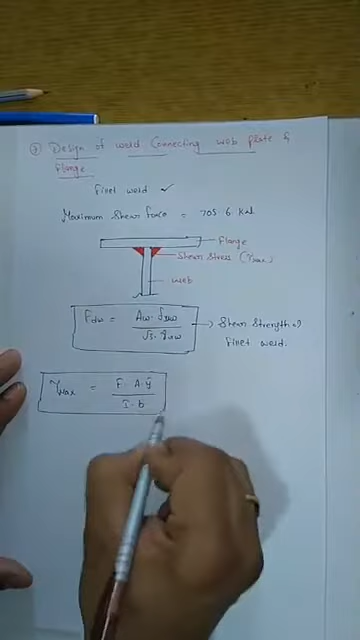 7) Design of weld Connecting web plate &
flange
Fillet weld ✓
Maximum Shear force = 705.6 KN
Flange
Shear Stress (τmax)
web
Fdw = Aw · fuw / √3 · γmw → Shear Strength of
Fillet weld.
τmax = F · A · ȳ / I · b